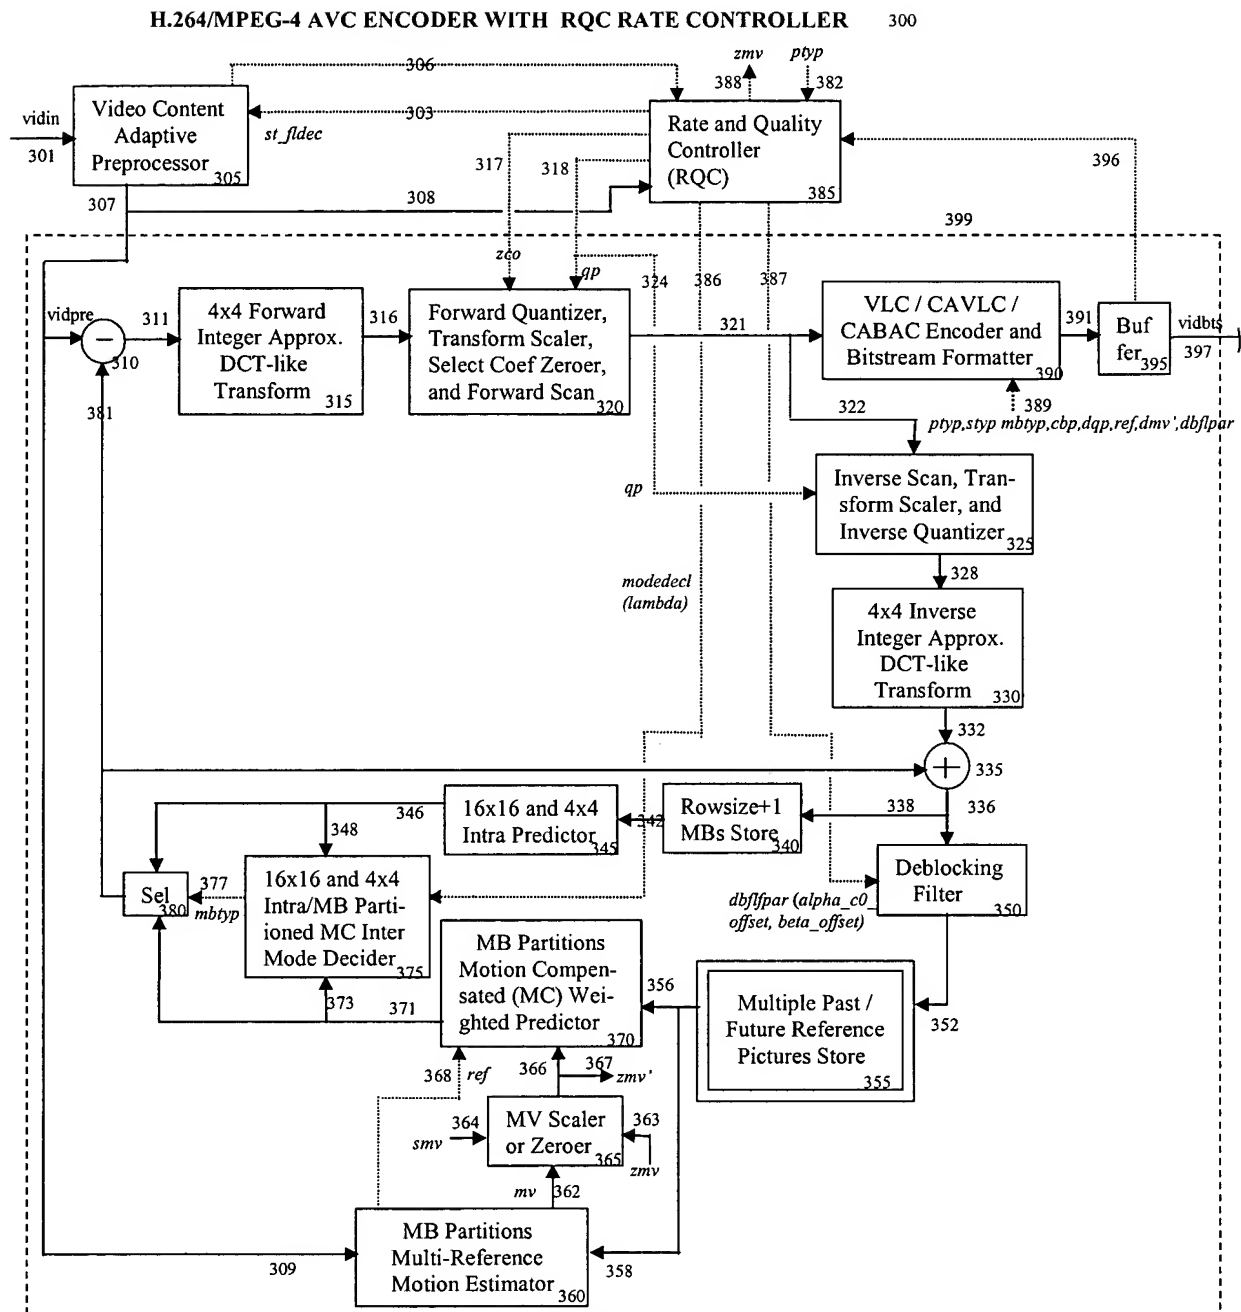 H.264/MPEG-4 AVC ENCODER WITH RQC RATE CONTROLLER 300
306
zmv
388
ptyp
382
vidin
301
Video Content
Adaptive
Preprocessor
305
303
st_fldec
Rate and Quality
Controller
(RQC)
385
317
318
396
307
308
399
zco
qp
324
386
387
vidpre
310
311
4x4 Forward
Integer Approx.
DCT-like
Transform
315
316
Forward Quantizer,
Transform Scaler,
Select Coef Zeroer,
and Forward Scan
320
321
VLC / CAVLC /
CABAC Encoder and
Bitstream Formatter
390
391
Buf
fer
395
vidbts
397
381
322
389
ptyp,styp mbtyp,cbp,dqp,ref,dmv’,dbflpar
qp
Inverse Scan, Tran-
sform Scaler, and
Inverse Quantizer
325
328
modedecl
(lambda)
4x4 Inverse
Integer Approx.
DCT-like
Transform
330
332
+
335
336
338
346
348
16x16 and 4x4
Intra Predictor
345
342
Rowsize+1
MBs Store
340
Deblocking
Filter
350
Sel
380
377
mbtyp
16x16 and 4x4
Intra/MB Parti-
ioned MC Inter
Mode Decider
375
dbflfpar (alpha_c0_
offset, beta_offset)
373
371
MB Partitions
Motion Compen-
sated (MC) Wei-
ghted Predictor
370
356
Multiple Past /
Future Reference
Pictures Store
355
352
368
ref
366
367
zmv’
364
smv
MV Scaler
or Zeroer
365
363
zmv
mv
362
309
MB Partitions
Multi-Reference
Motion Estimator
360
358